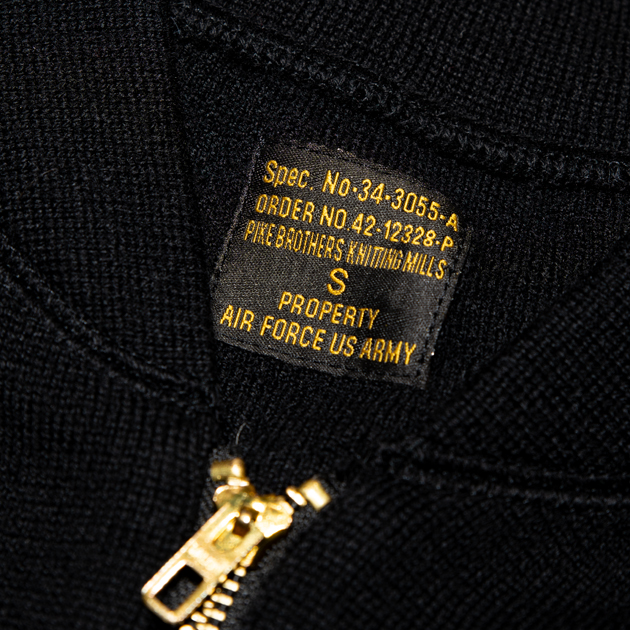 Spec. No·34·3055-A
ORDER NO.42-12328-P
PIKE BROTHERS KNITTING MILLS
S
PROPERTY
AIR FORCE US ARMY